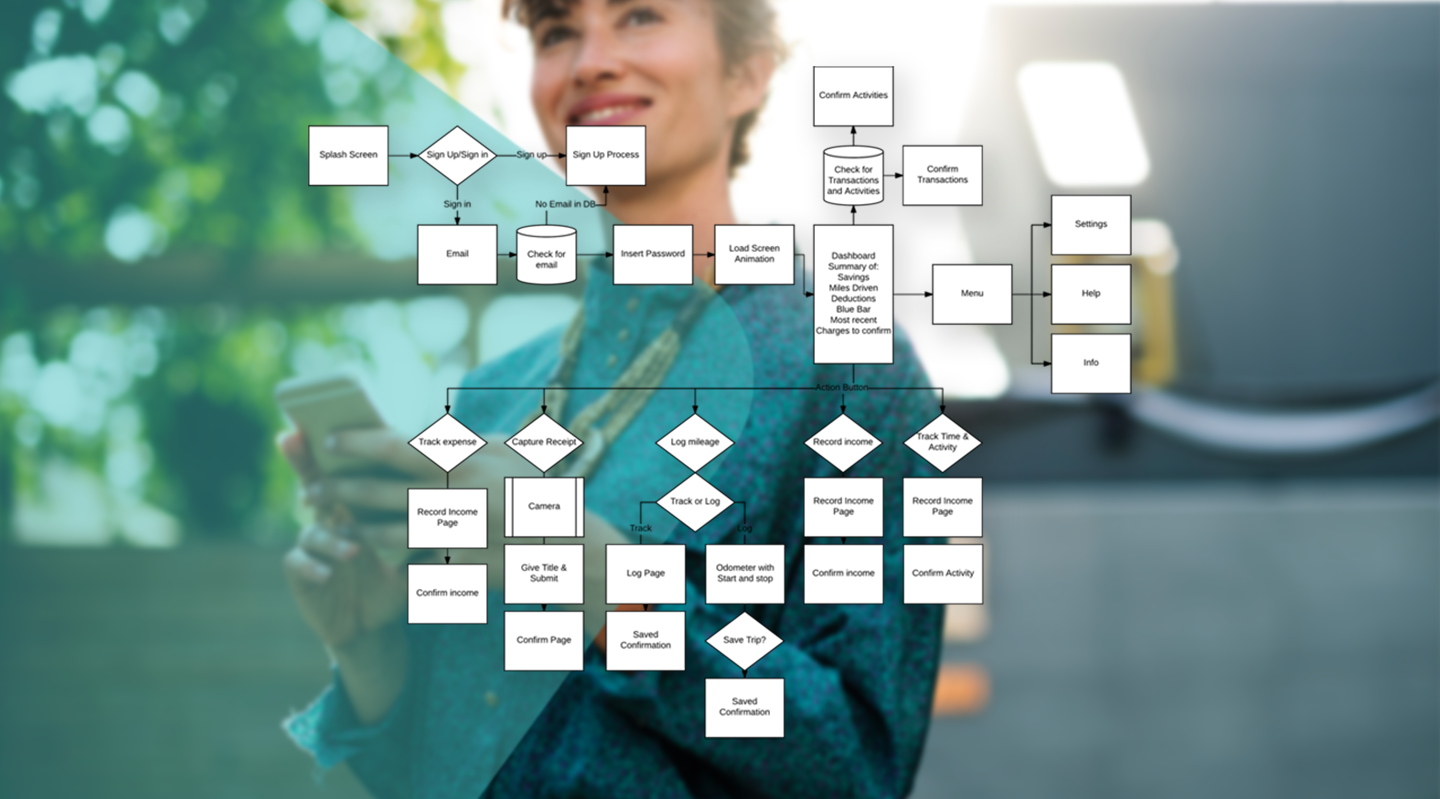 Confirm Activities
Splash Screen
Sign Up/Sign in
Sign up
Sign Up Process
Check for
Transactions
and Activities
Confirm
Transactions
Sign in
No Email in DB
Email
Check for
email
Insert Password
Load Screen
Animation
Dashboard
Summary of:
Savings
Miles Driven
Deductions
Blue Bar
Most recent
Charges to confirm
Menu
Settings
Help
Info
Action Button
Track expense
Capture Receipt
Log mileage
Record income
Track Time &
Activity
Record Income
Page
Camera
Track or Log
Record Income
Page
Record Income
Page
Track
Log
Confirm income
Give Title &
Submit
Log Page
Odometer with
Start and stop
Confirm income
Confirm Activity
Confirm Page
Saved
Confirmation
Save Trip?
Saved
Confirmation